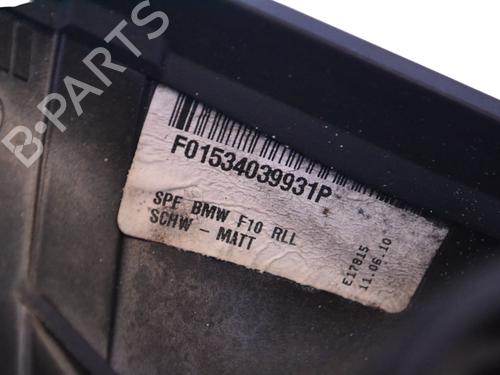 B-PARTS
F01534039931P
SPF BMW F10 RLL
SCHW - MATT
E17815
11.06.10